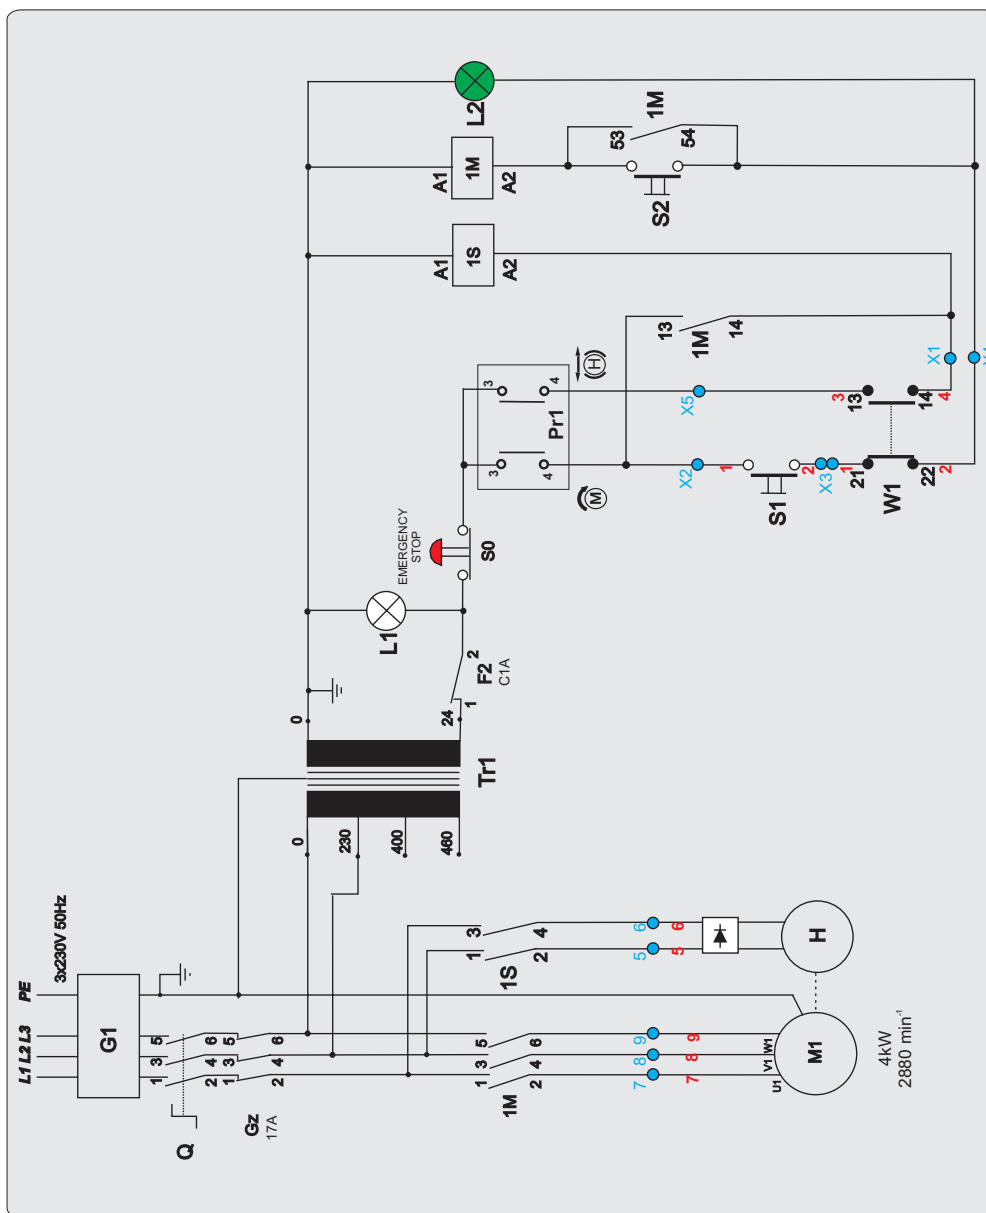 L1 L2 L3 PE
3x230V 50Hz
G1
Q
1 3 5
2 4 6
1 3 5
2 4 6
Gz
17A
0
230
400
460
Tr1
0
24
1
2
F2
C1A
L1
EMERGENCY
STOP
S0
3
4
3
4
Pr1
M
H
13
14
1M
A1
1S
A2
A1
1M
A2
L2
53
54
1M
S2
X2
X5
1
2
S1
X3
1
21
22
2
W1
3
13
14
4
X1
1 3 5
2 4 6
1M
1 3
2 4
1S
7 8 9
7 8 9
5 6
5 6
U1 V1 W1
M1
H
4kW
2880 min⁻¹